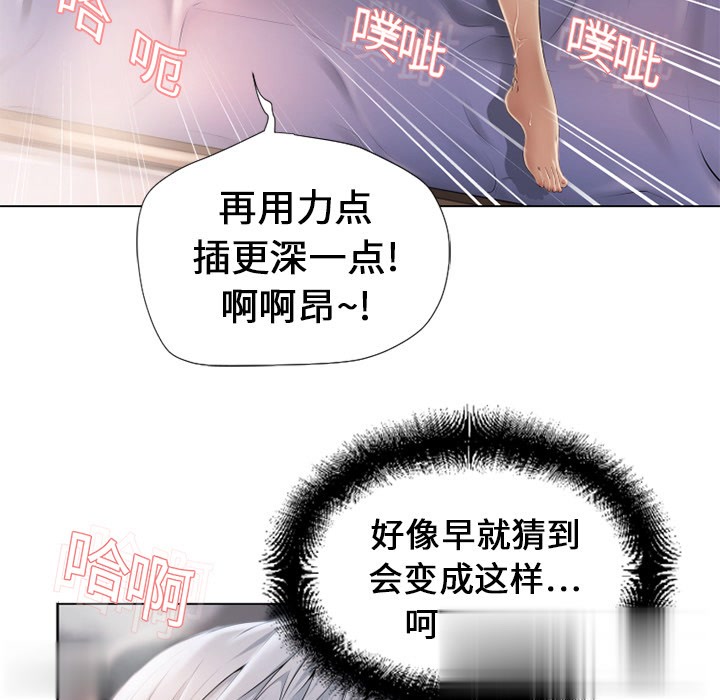 哈 呃
噗呲
噗呲
再用力点
插更深一点!
啊啊昂~!
哈啊
好像早就猜到
会变成这样...
呵